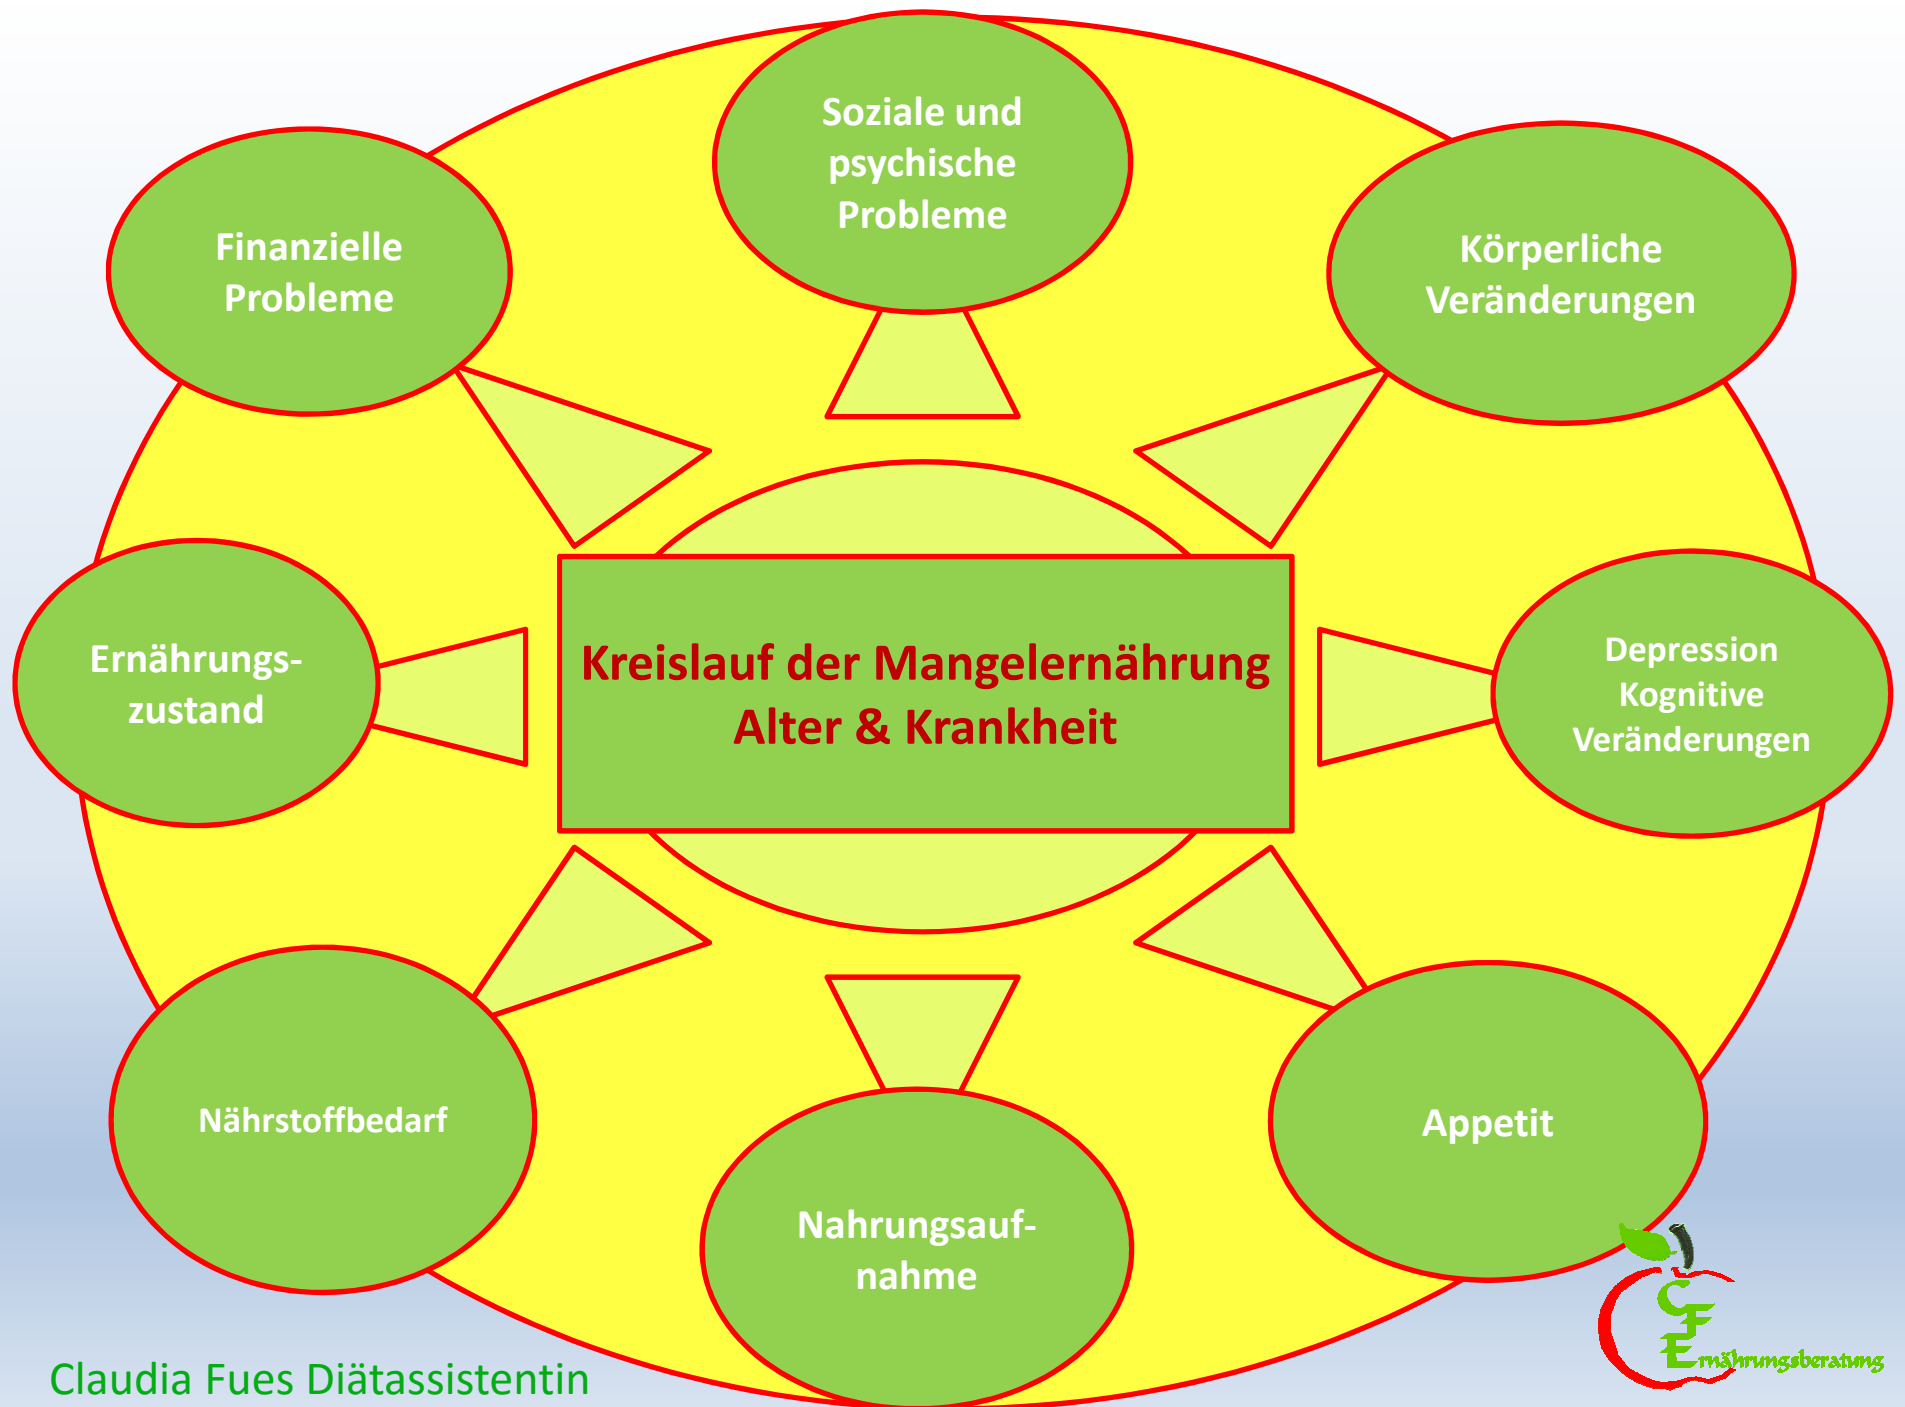 Soziale und
psychische
Probleme
Finanzielle
Probleme
Körperliche
Veränderungen
Ernährungs-
zustand
Kreislauf der Mangelernährung
Alter & Krankheit
Depression
Kognitive
Veränderungen
Nährstoffbedarf
Appetit
Nahrungsauf-
nahme
CF
Ernährungsberatung
Claudia Fues Diätassistentin